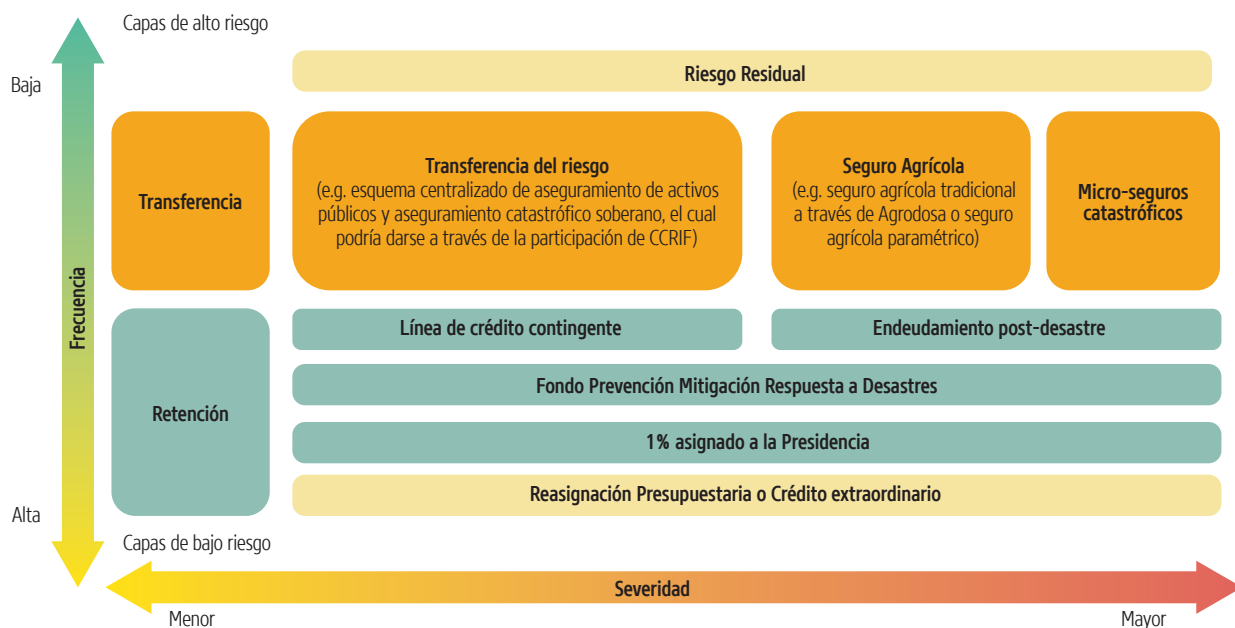 Capas de alto riesgo
Baja
Riesgo Residual
Transferencia
Transferencia del riesgo
(e.g. esquema centralizado de aseguramiento de activos
públicos y aseguramiento catastrófico soberano, el cual
podría darse a través de la participación de CCRIF)
Seguro Agrícola
(e.g. seguro agrícola tradicional
a través de Agrodosa o seguro
agrícola paramétrico)
Micro-seguros
catastróficos
Frecuencia
Retención
Línea de crédito contingente
Endeudamiento post-desastre
Fondo Prevención Mitigación Respuesta a Desastres
1% asignado a la Presidencia
Reasignación Presupuestaria o Crédito extraordinario
Alta
Capas de bajo riesgo
Severidad
Menor
Mayor